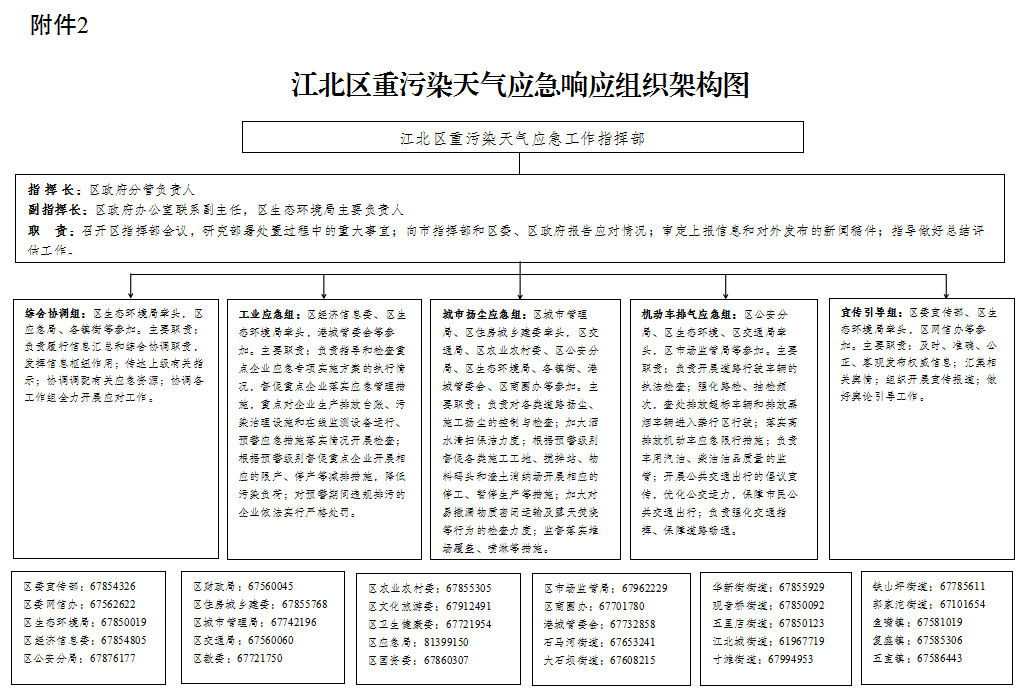 附件2
江北区重污染天气应急响应组织架构图
江北区重污染天气应急工作指挥部
指 挥 长：区政府分管负责人
副指挥长：区政府办公室联系副主任，区生态环境局主要负责人
职　责：召开区指挥部会议，研究部署处置过程中的重大事宜；向市指挥部和区委、区政府报告应对情况；审定上报信息和对外发布的新闻稿件；指导做好总结评
估工作。
综合协调组：区生态环境局牵头，区
应急局、各镇街等参加。主要职责：
负责履行信息汇总和综合协调职责，
发挥信息枢纽作用；传达上级有关指
示；协调调配有关应急资源；协调各
工作组全力开展应对工作。
工业应急组：区经济信息委、区生
态环境局牵头，港城管委会等参
加。主要职责：负责指导和检查重
点企业应急专项实施方案的执行情
况，督促重点企业落实应急管理措
施，重点对企业生产排放台账、污
染治理设施和在线监测设备运行、
预警应急措施落实情况开展检查；
根据预警级别督促重点企业开展相
应的限产、停产等减排措施，降低
污染负荷；对预警期间违规排污的
企业依法实行严格处罚。
城市扬尘应急组：区城市管理
局、区住房城乡建委牵头，区交
通局、区农业农村委、区公安分
局、区生态环境局、各镇街、港
城管委会、区商圈办等参加。主
要职责：负责对各类道路扬尘、
施工扬尘的控制与检查；加大洒
水清扫保洁力度；根据预警级别
督促各类施工工地、搅拌站、物
料码头和渣土消纳场开展相应的
停工、暂停生产等措施；加大对
易撒漏物质密闭运输及露天焚烧
等行为的检查力度；监督落实堆
场覆盖、喷淋等措施。
机动车排气应急组：区公安分
局、区生态环境、区交通局牵
头，区市场监管局等参加。主要
职责：负责开展道路行驶车辆的
执法检查；强化路检、抽检频
次，查处排放超标车辆和排放黑
烟车辆进入禁行区行驶；落实高
排放机动车应急限行措施；负责
车用汽油、柴油油品质量的监
管；开展公共交通出行的倡议宣
传，优化公交运力，保障市民公
共交通出行；负责强化交通指
挥、保障道路畅通。
宣传引导组：区委宣传部、区生
态环境局牵头，区网信办等参
加。主要职责：及时、准确、公
正、客观发布权威信息；汇集相
关舆情；组织开展宣传报道；做
好舆论引导工作。
区委宣传部：67854326
区委网信办：67562622
区生态环境局：67850019
区经济信息委：67854805
区公安分局：67876177
区财政局：67560045
区住房城乡建委：67855768
区城市管理局：67742196
区交通局：67560060
区教委：67721750
区农业农村委：67855305
区文化旅游委：67912491
区卫生健康委：67721954
区应急局：81399150
区国资委：67860307
区市场监管局：67962229
区商圈办：67701780
港城管委会：67732858
石马河街道：67653241
大石坝街道：67608215
华新街街道：67855929
观音桥街道：67850092
五里店街道：67850123
江北城街道：61967719
寸滩街道：67994953
铁山坪街道：67785611
郭家沱街道：67101654
鱼嘴镇：67581019
复盛镇：67585306
五宝镇：67586443